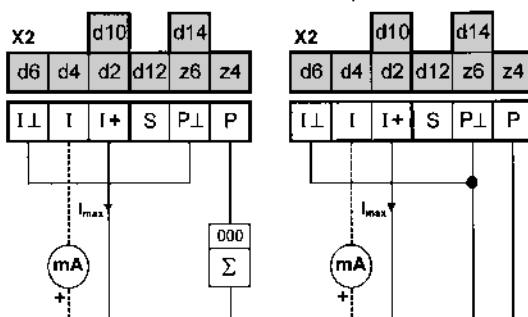 d10 d14 d10 d14
X2 X2
d6 d4 d2 d12 z6 z4 d6 d4 d2 d12 z6 z4
I⊥ I I+ S P⊥ P I⊥ I I+ S P⊥ P
Imax Imax
000
mA Σ mA
+ +